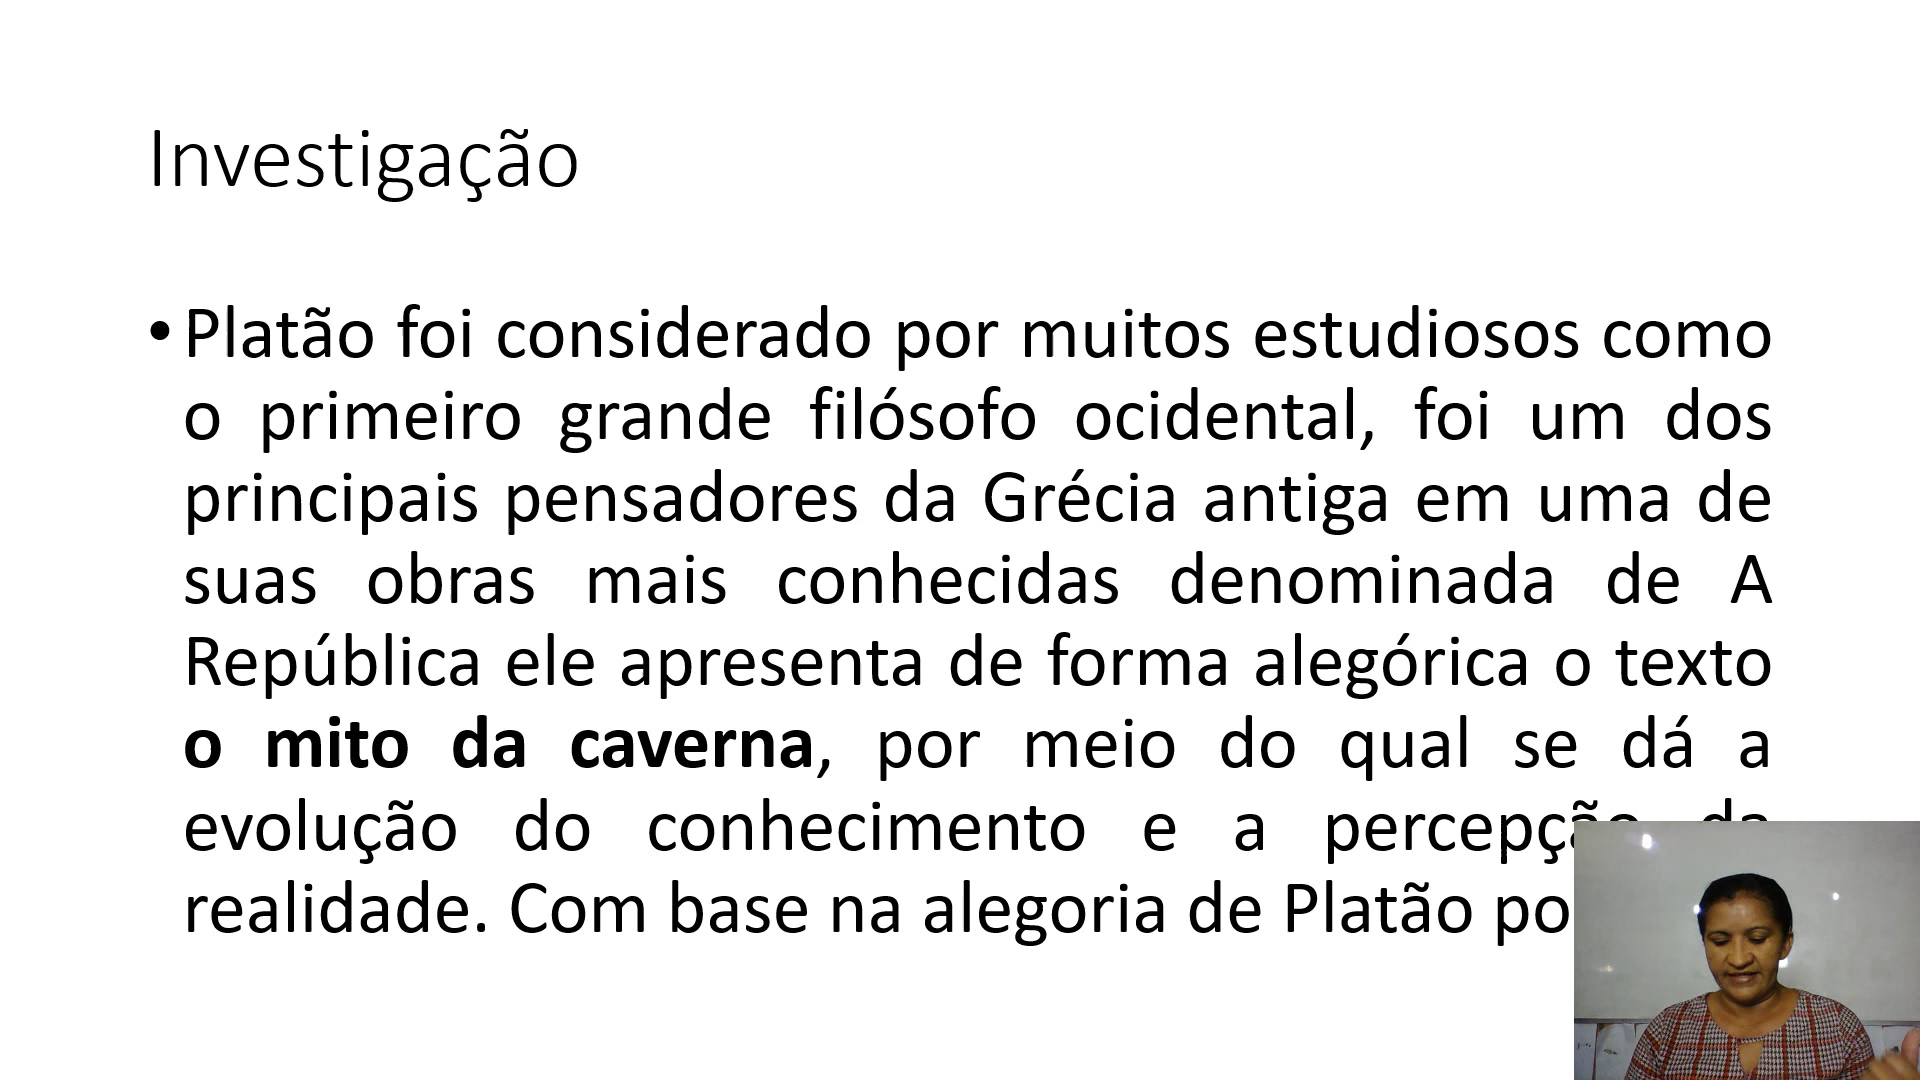 Investigação
• Platão foi considerado por muitos estudiosos como
o primeiro grande filósofo ocidental, foi um dos
principais pensadores da Grécia antiga em uma de
suas obras mais conhecidas denominada de A
República ele apresenta de forma alegórica o texto
o mito da caverna, por meio do qual se dá a
evolução do conhecimento e a percepção da
realidade. Com base na alegoria de Platão